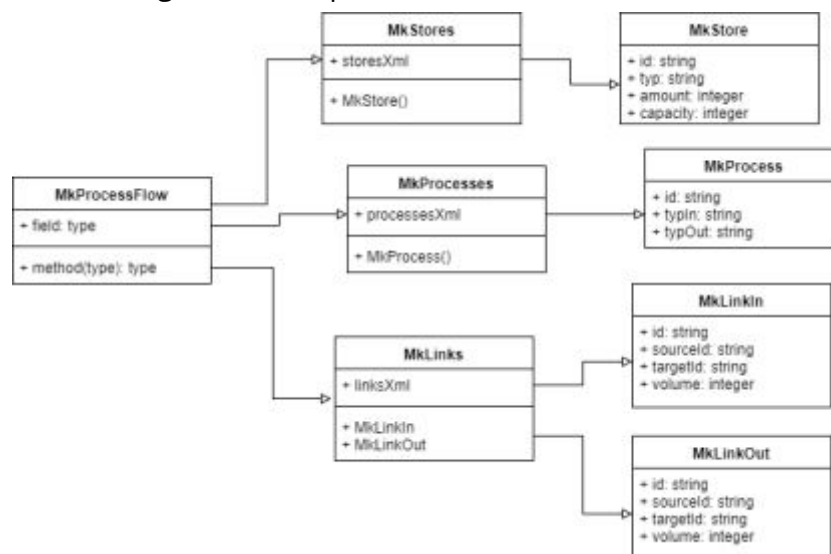 MkStores
+ storesXml
+ MkStore()
MkStore
+ id: string
+ typ: string
+ amount: integer
+ capacity: integer
MkProcessFlow
+ field: type
+ method(type): type
MkProcesses
+ processesXml
+ MkProcess()
MkProcess
+ id: string
+ typIn: string
+ typOut: string
MkLinks
+ linksXml
+ MkLinkIn
+ MkLinkOut
MkLinkIn
+ id: string
+ sourceId: string
+ targetId: string
+ volume: integer
MkLinkOut
+ id: string
+ sourceId: string
+ targetId: string
+ volume: integer